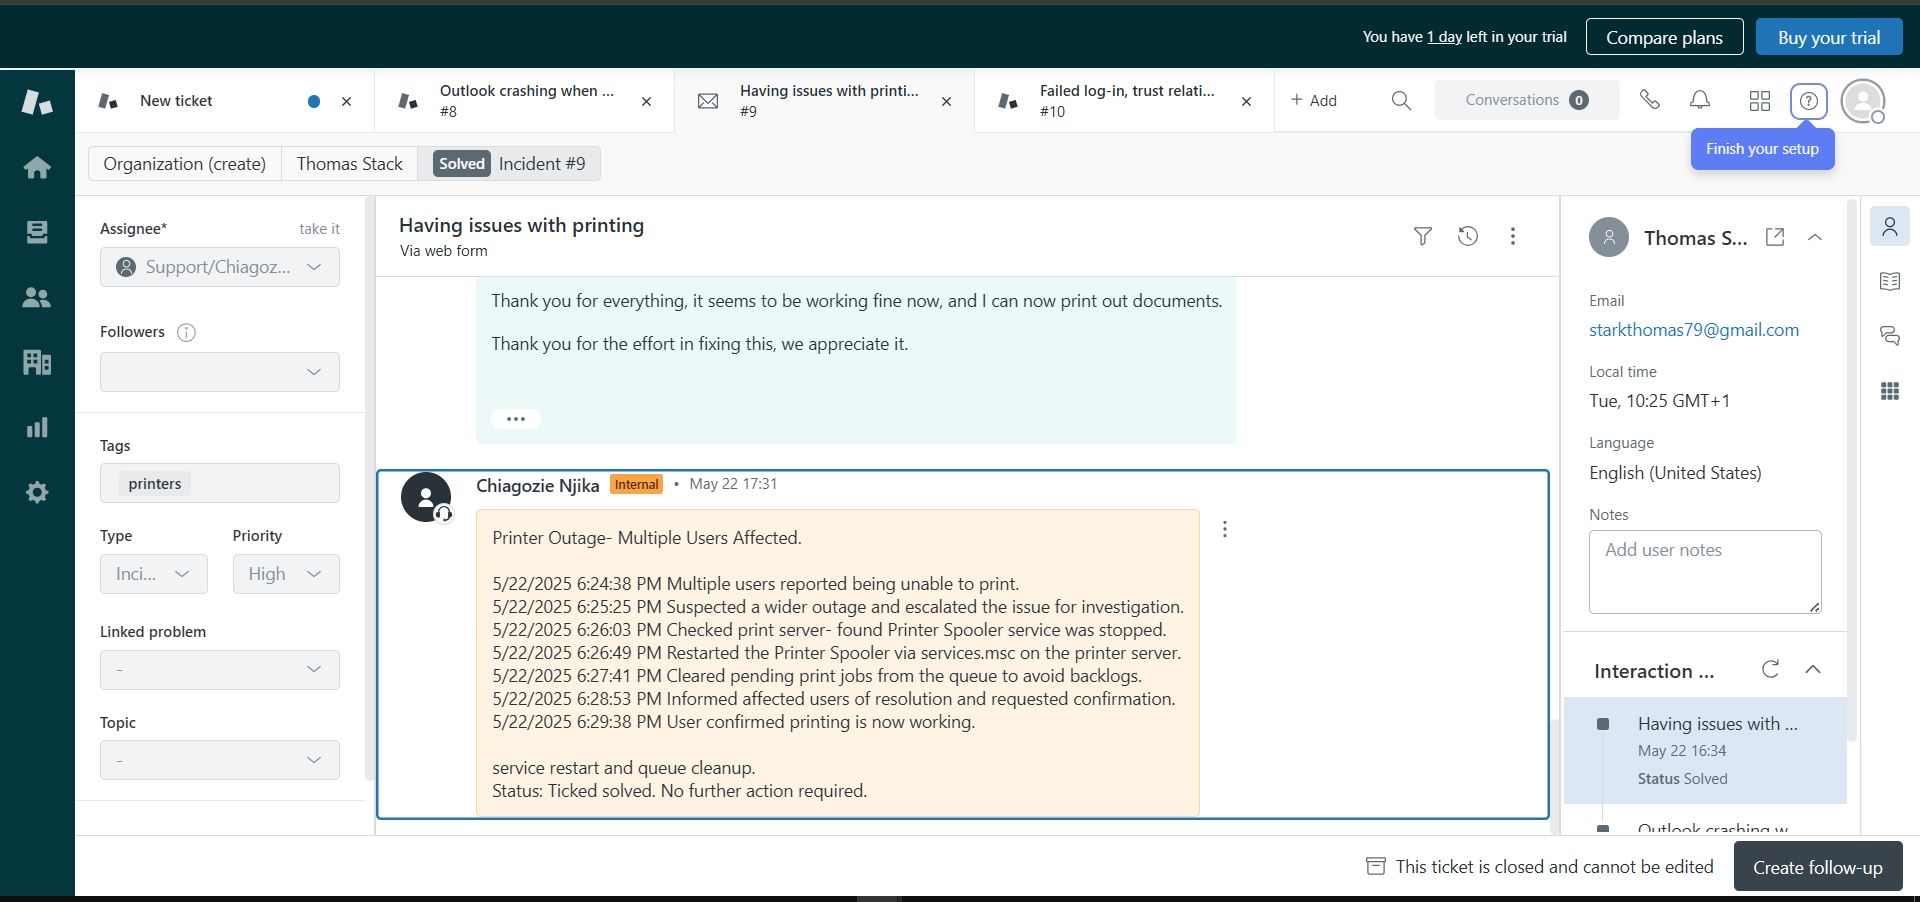 You have 1 day left in your trial
Compare plans
Buy your trial
New ticket
Outlook crashing when ...
#8
Having issues with printi...
#9
Failed log-in, trust relati...
#10
+ Add
Conversations 0
Finish your setup
Organization (create)
Thomas Stack
Solved Incident #9
Assignee*
take it
Support/Chiagoz...
Followers
Tags
printers
Type
Priority
Inci...
High
Linked problem
-
Topic
-
Having issues with printing
Via web form
Thank you for everything, it seems to be working fine now, and I can now print out documents.
Thank you for the effort in fixing this, we appreciate it.
Chiagozie Njika Internal • May 22 17:31
Printer Outage- Multiple Users Affected.
5/22/2025 6:24:38 PM Multiple users reported being unable to print.
5/22/2025 6:25:25 PM Suspected a wider outage and escalated the issue for investigation.
5/22/2025 6:26:03 PM Checked print server- found Printer Spooler service was stopped.
5/22/2025 6:26:49 PM Restarted the Printer Spooler via services.msc on the printer server.
5/22/2025 6:27:41 PM Cleared pending print jobs from the queue to avoid backlogs.
5/22/2025 6:28:53 PM Informed affected users of resolution and requested confirmation.
5/22/2025 6:29:38 PM User confirmed printing is now working.
service restart and queue cleanup.
Status: Ticked solved. No further action required.
Thomas S...
Email
starkthomas79@gmail.com
Local time
Tue, 10:25 GMT+1
Language
English (United States)
Notes
Add user notes
Interaction ...
Having issues with ...
May 22 16:34
Status Solved
Outlook crashing w...
This ticket is closed and cannot be edited
Create follow-up